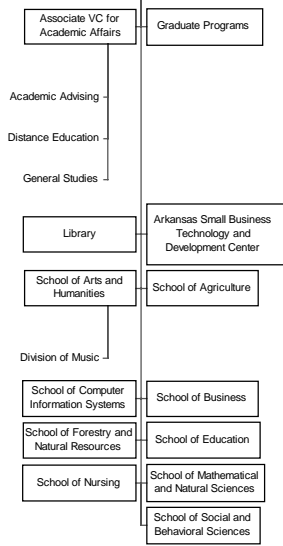 Associate VC for
Academic Affairs
Graduate Programs
Academic Advising
Distance Education
General Studies
Library
Arkansas Small Business
Technology and
Development Center
School of Arts and
Humanities
School of Agriculture
Division of Music
School of Computer
Information Systems
School of Business
School of Forestry and
Natural Resources
School of Education
School of Nursing
School of Mathematical
and Natural Sciences
School of Social and
Behavioral Sciences